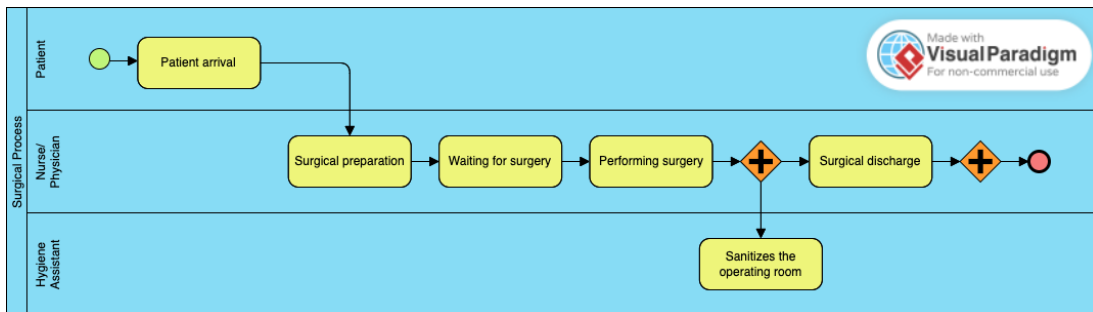 Surgical Process
Patient
Patient arrival
Made with
Visual Paradigm
For non-commercial use
Nurse/
Physician
Surgical preparation
Waiting for surgery
Performing surgery
Surgical discharge
Hygiene
Assistant
Sanitizes the
operating room